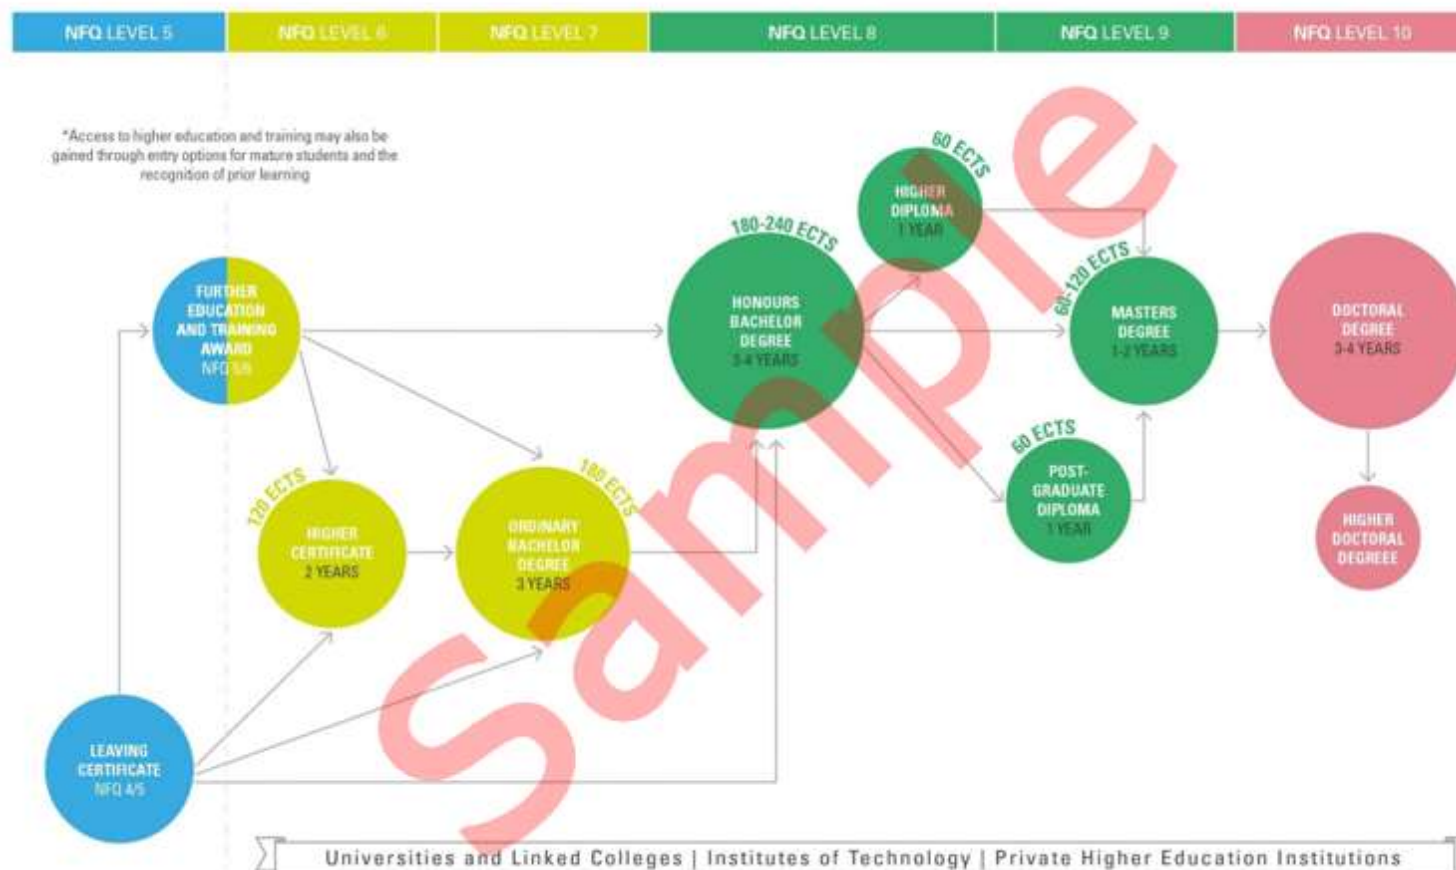 NFQ LEVEL 5
NFQ LEVEL 6
NFQ LEVEL 7
NFQ LEVEL 8
NFQ LEVEL 9
NFQ LEVEL 10
*Access to higher education and training may also be
gained through entry options for mature students and the
recognition of prior learning
FURTHER
EDUCATION
AND TRAINING
AWARD
NFQ 5/6
LEAVING
CERTIFICATE
NFQ 4/5
120 ECTS
HIGHER
CERTIFICATE
2 YEARS
180 ECTS
ORDINARY
BACHELOR
DEGREE
3 YEARS
180-240 ECTS
HONOURS
BACHELOR
DEGREE
3-4 YEARS
60 ECTS
HIGHER
DIPLOMA
1 YEAR
60-120 ECTS
MASTERS
DEGREE
1-2 YEARS
60 ECTS
POST-
GRADUATE
DIPLOMA
1 YEAR
DOCTORAL
DEGREE
3-4 YEARS
HIGHER
DOCTORAL
DEGREEE
Sample
Universities and Linked Colleges | Institutes of Technology | Private Higher Education Institutions